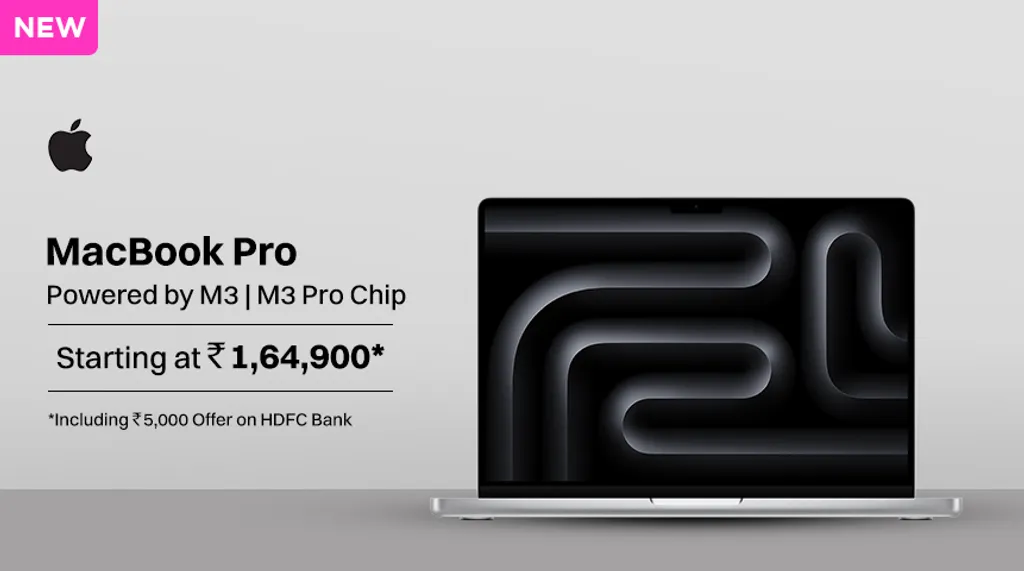 NEW
MacBook Pro
Powered by M3 | M3 Pro Chip
Starting at ₹ 1,64,900*
*Including ₹5,000 Offer on HDFC Bank